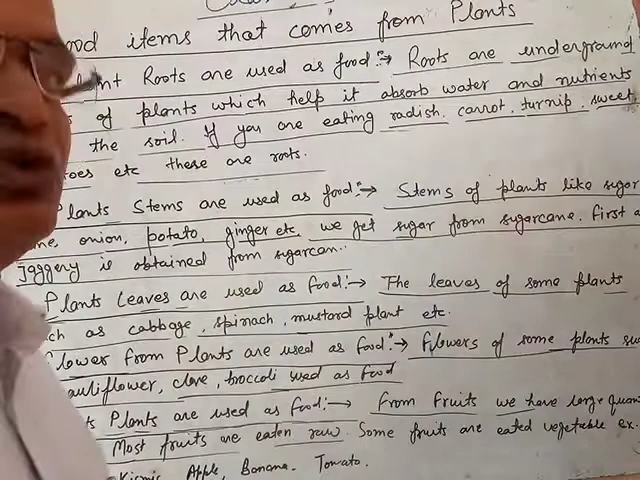 ood items that comes from Plants
lant Roots are used as food :→ Roots are underground
s of plants which help it absorb water and nutrients
the soil. If you are eating radish, carrot, turnip, sweet
toes etc these are roots.
Plants Stems are used as food :→ Stems of plants like sugar
ne, onion, potato, ginger etc. we get sugar from sugarcane. First a
Jaggery is obtained from sugarcan..
Plants leaves are used as food :→ The leaves of some plants
ch as cabbage, spinach, mustard plant etc.
Flower from Plants are used as food :→ Flowers of some plants su
auliflower, clove, broccoli used as food
ts Plants are used as food :→ From fruits we have large quan
Most fruits are eaten raw. Some fruits are eated vegetable ex.
Kismis, Apple, Banana. Tomato.